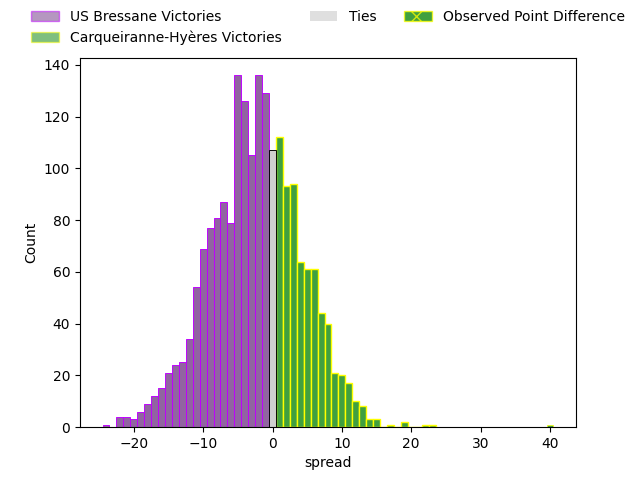 US Bressane Victories
Ties
Observed Point Difference
Carqueiranne-Hyères Victories
140
120
100
80
60
40
20
0
Count
−20
−10
0
10
20
30
40
spread